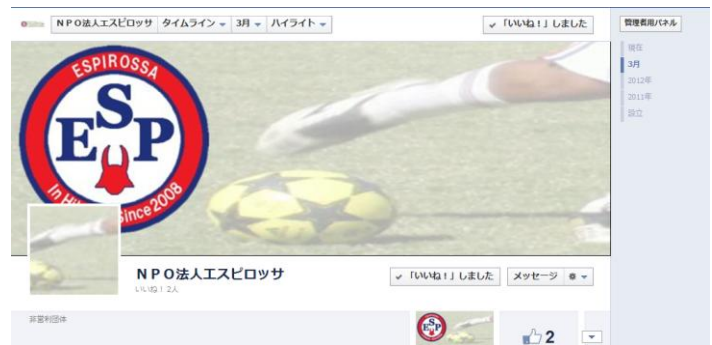 NPO法人エスピロッサ タイムライン 3月 ハイライト 「いいね！」しました 管理者用パネル
現在
3月
2012年
2011年
設立
ESPIROSSA
ESP
Since 2008
NPO法人エスピロッサ 「いいね！」しました メッセージ
いいね！2人
非営利団体
ESP
2